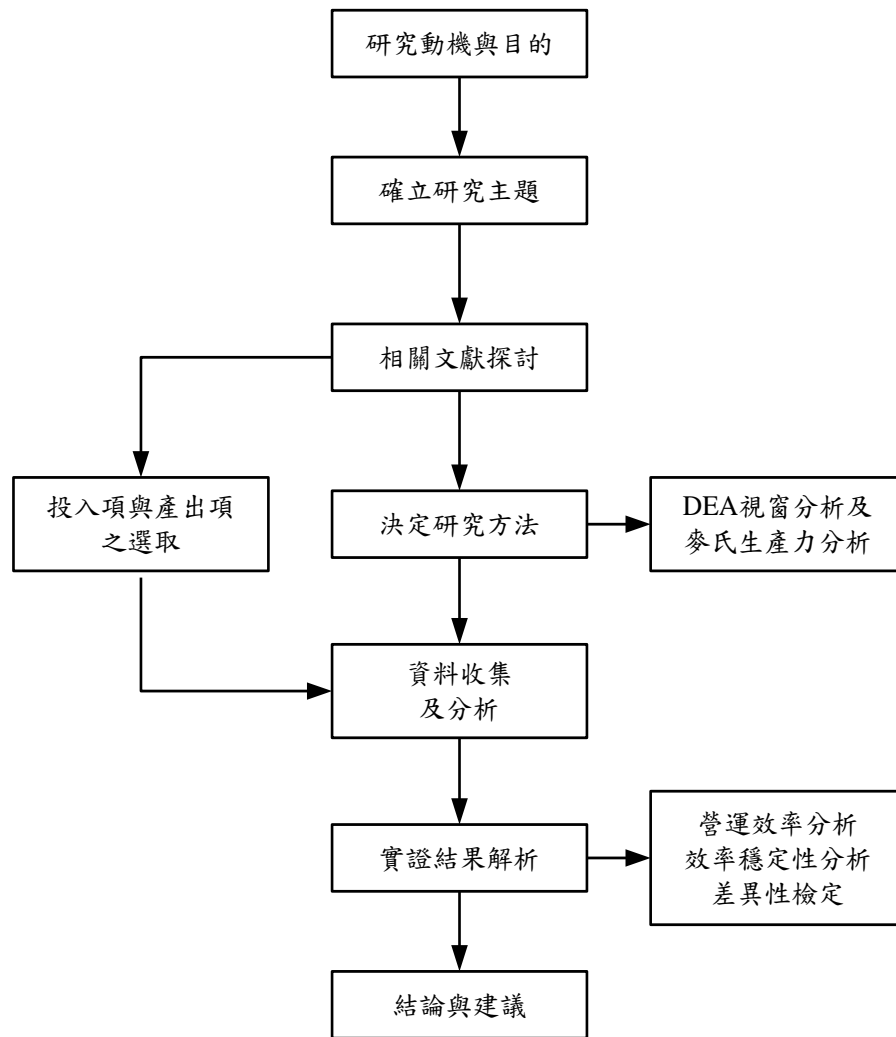 研究動機與目的
確立研究主題
相關文獻探討
投入項與產出項
之選取
決定研究方法
DEA視窗分析及
麥氏生產力分析
資料收集
及分析
實證結果解析
營運效率分析
效率穩定性分析
差異性檢定
結論與建議